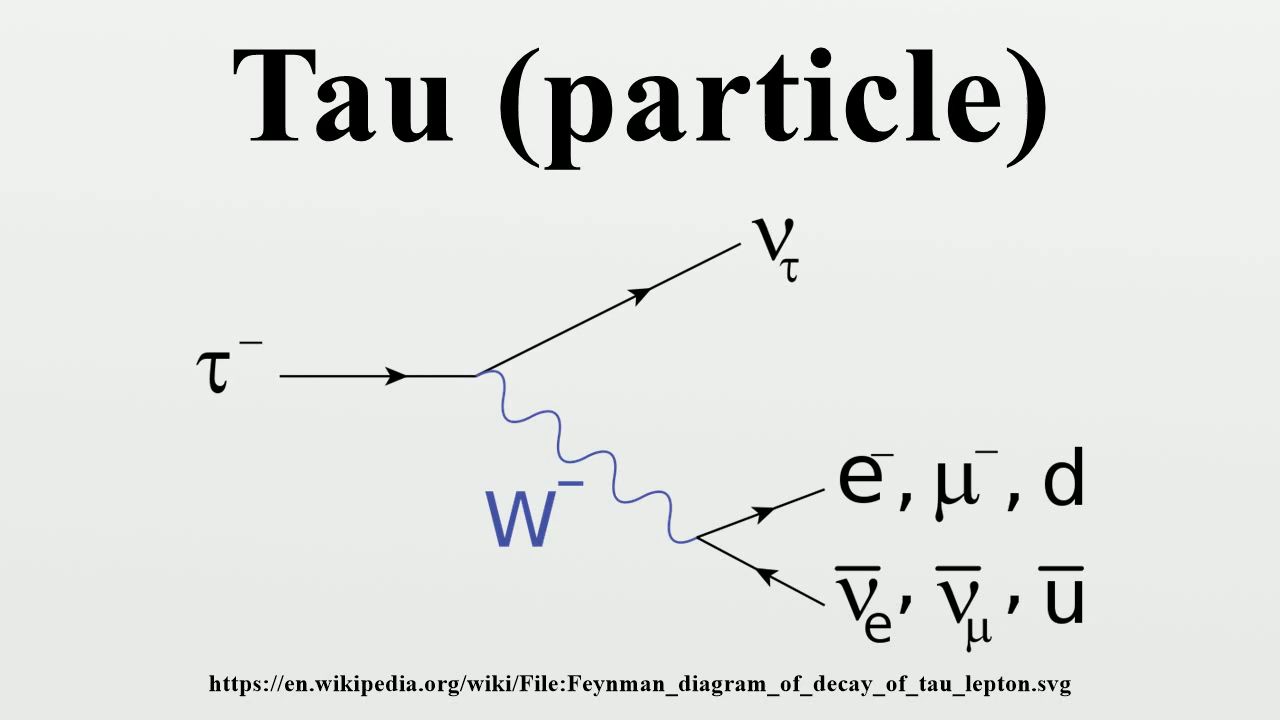 Tau (particle)
ντ
τ−
e−, μ−, d
W−
ν̅e, ν̅μ, u̅
https://en.wikipedia.org/wiki/File:Feynman_diagram_of_decay_of_tau_lepton.svg